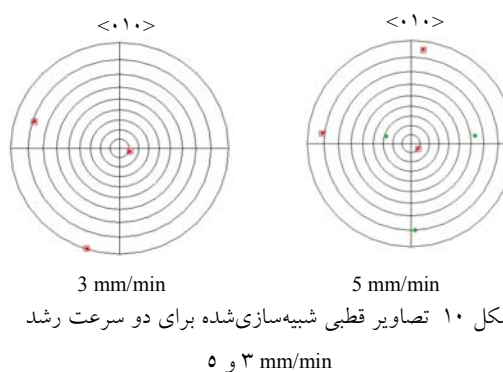 <۰۱۰>
<۰۱۰>
3 mm/min
5 mm/min
کل ۱۰ تصاویر قطبی شبیه‌سازی‌شده برای دو سرعت رشد
۳ و ۵ mm/min